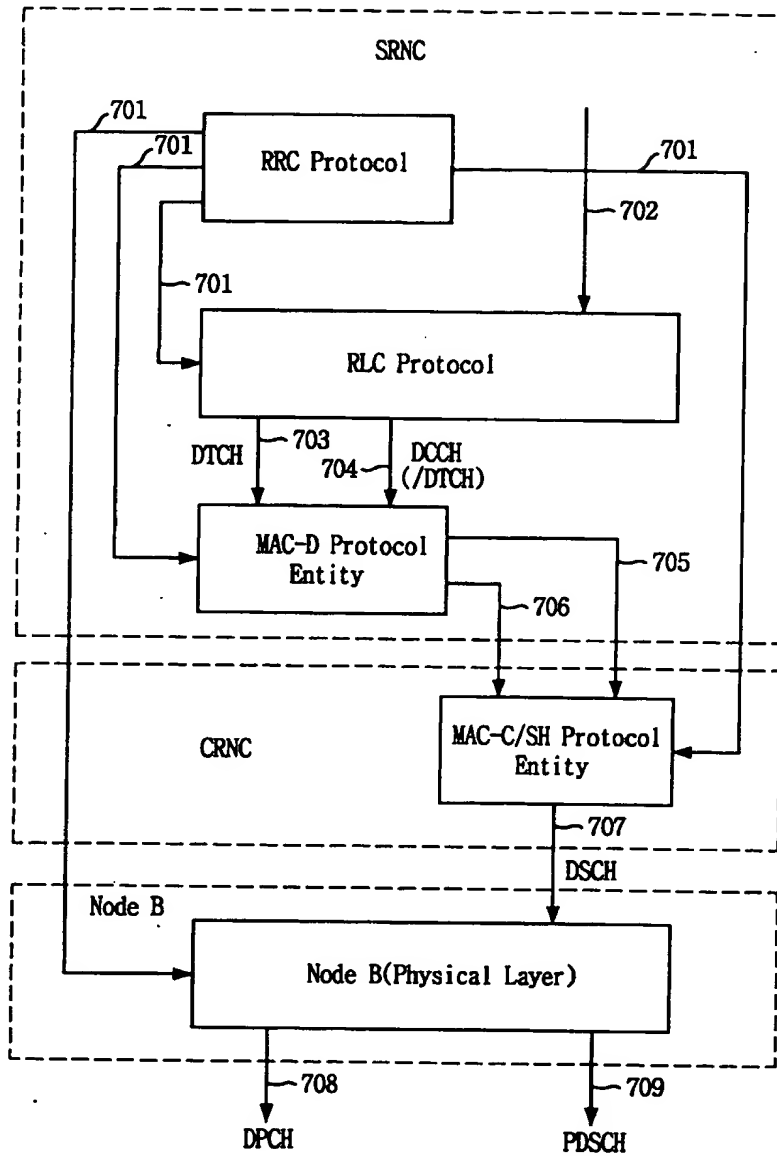 SRNC
701
701
RRC Protocol
701
702
701
RLC Protocol
703
DTCH
704
DCCH
(/DTCH)
MAC-D Protocol
Entity
705
706
MAC-C/SH Protocol
Entity
CRNC
707
DSCH
Node B
Node B(Physical Layer)
708
709
DPCH
PDSCH